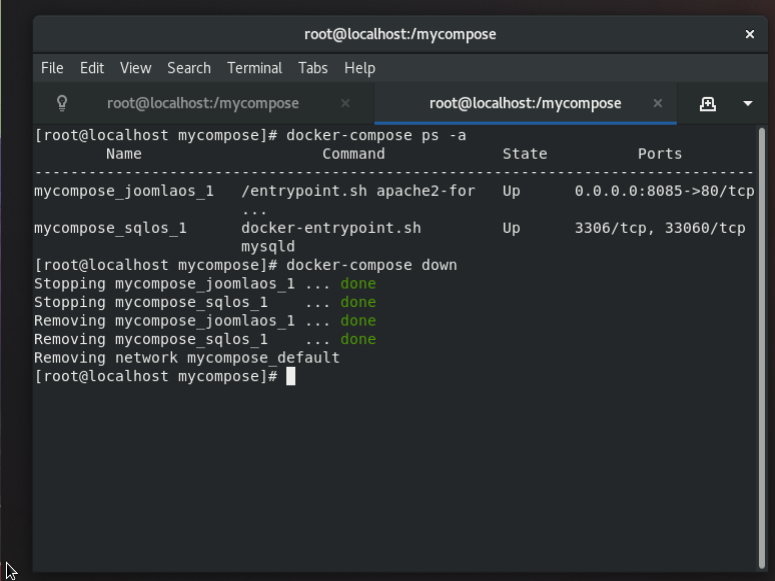 root@localhost:/mycompose
File Edit View Search Terminal Tabs Help
root@localhost:/mycompose root@localhost:/mycompose
[root@localhost mycompose]# docker-compose ps -a
Name Command State Ports
--------------------------------------------------------------------------------
mycompose_joomlaos_1 /entrypoint.sh apache2-for Up 0.0.0.0:8085->80/tcp
...
mycompose_sqlos_1 docker-entrypoint.sh Up 3306/tcp, 33060/tcp
mysqld
[root@localhost mycompose]# docker-compose down
Stopping mycompose_joomlaos_1 ... done
Stopping mycompose_sqlos_1    ... done
Removing mycompose_joomlaos_1 ... done
Removing mycompose_sqlos_1    ... done
Removing network mycompose_default
[root@localhost mycompose]#